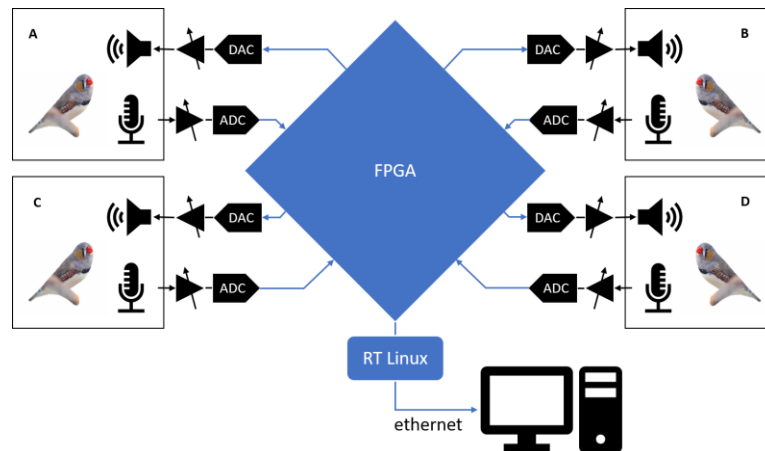 A
DAC
DAC
B
ADC
ADC
FPGA
C
DAC
DAC
D
ADC
ADC
RT Linux
ethernet